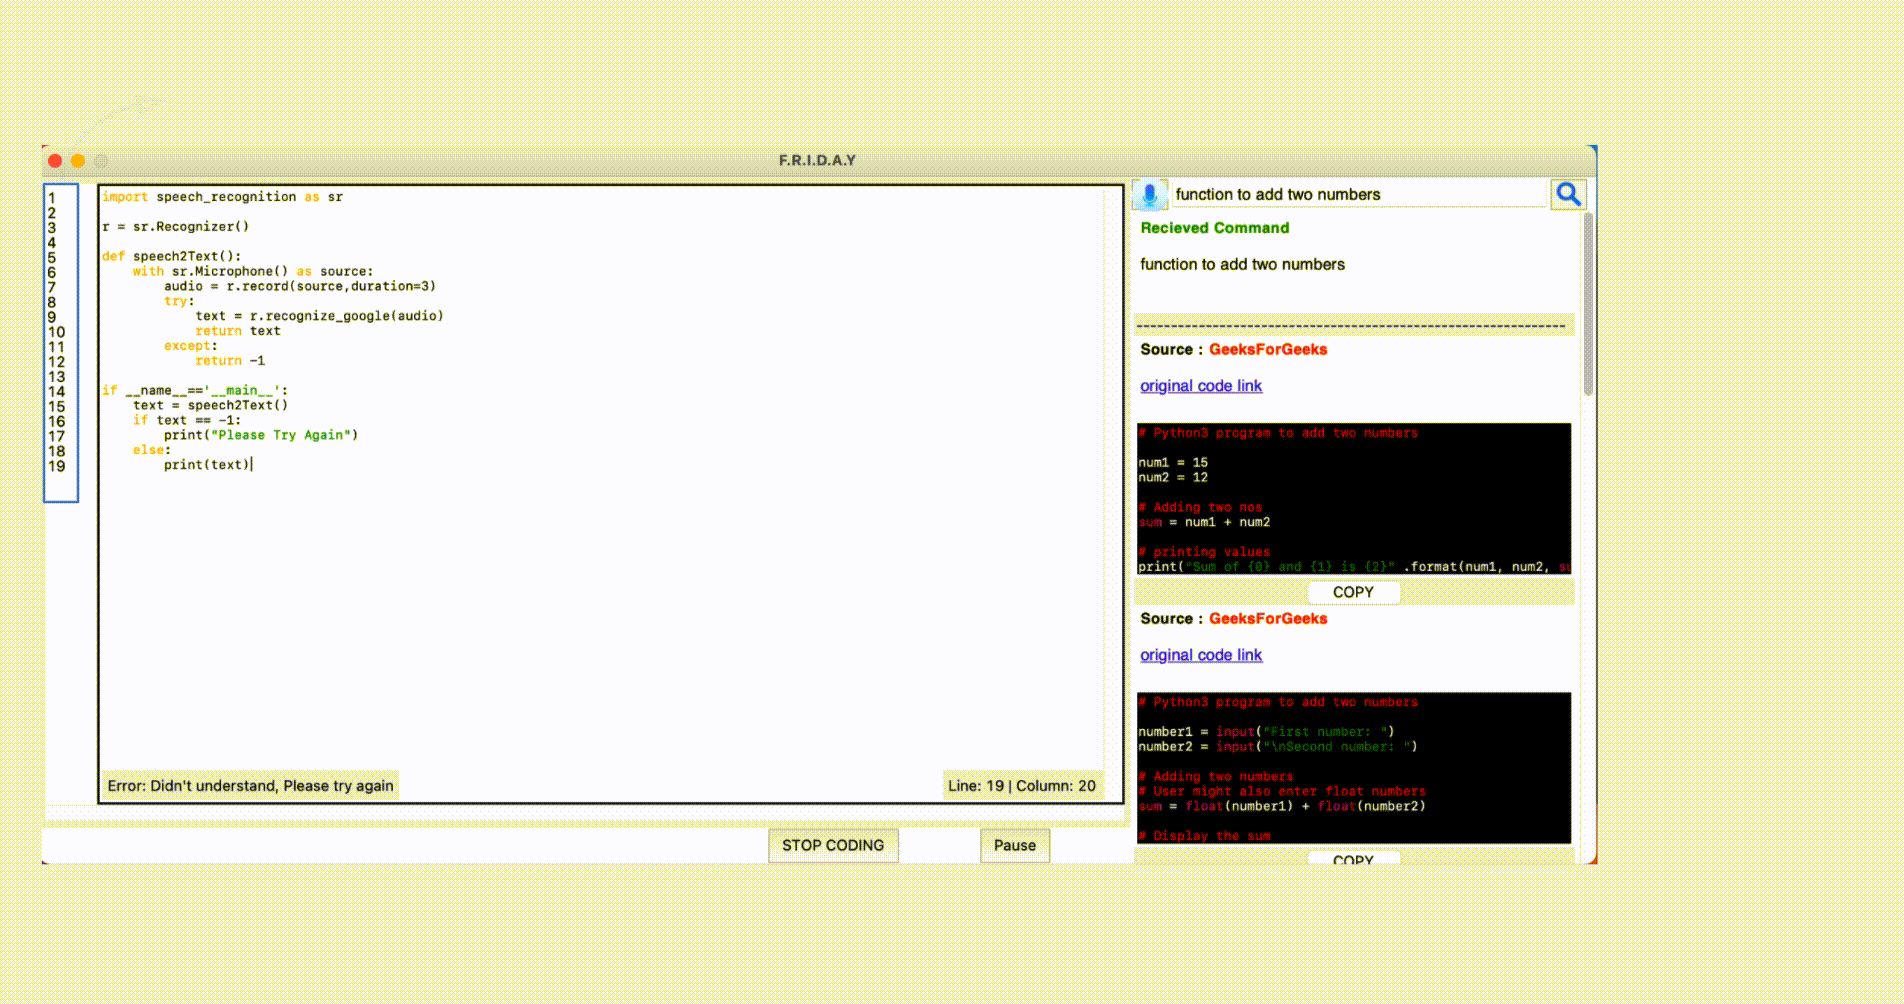 F.R.I.D.A.Y
1
2
3
4
5
6
7
8
9
10
11
12
13
14
15
16
17
18
19
import speech_recognition as sr
r = sr.Recognizer()
def speech2Text():
    with sr.Microphone() as source:
        audio = r.record(source,duration=3)
        try:
            text = r.recognize_google(audio)
            return text
        except:
            return -1
if __name__=='__main__':
    text = speech2Text()
    if text == -1:
        print("Please Try Again")
    else:
        print(text)
Error: Didn't understand, Please try again
Line: 19 | Column: 20
STOP CODING
Pause
function to add two numbers
Recieved Command
function to add two numbers
--------------------------------------------------------------
Source : GeeksForGeeks
original code link
# Python3 program to add two numbers
num1 = 15
num2 = 12
# Adding two nos
sum = num1 + num2
# printing values
print("Sum of {0} and {1} is {2}" .format(num1, num2, su
COPY
Source : GeeksForGeeks
original code link
# Python3 program to add two numbers
number1 = input("First number: ")
number2 = input("\nSecond number: ")
# Adding two numbers
# User might also enter float numbers
sum = float(number1) + float(number2)
# Display the sum
COPY